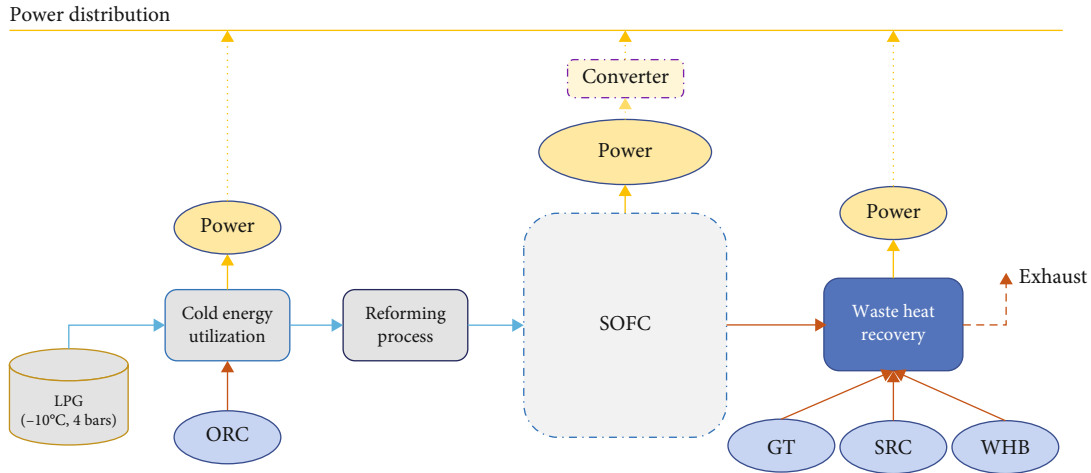 Power distribution
Converter
Power
Power
Power
Exhaust
Cold energy
utilization
Reforming
process
SOFC
Waste heat
recovery
LPG
(–10°C, 4 bars)
ORC
GT
SRC
WHB